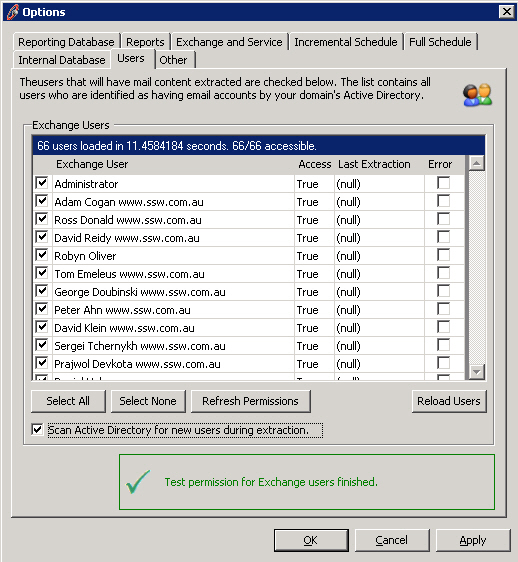 Options
Reporting Database Reports Exchange and Service Incremental Schedule Full Schedule
Internal Database Users Other
Theusers that will have mail content extracted are checked below. The list contains all
users who are identified as having email accounts by your domain's Active Directory.
Exchange Users
66 users loaded in 11.4584184 seconds. 66/66 accessible.
Exchange User Access Last Extraction Error
Administrator True (null)
Adam Cogan www.ssw.com.au True (null)
Ross Donald www.ssw.com.au True (null)
David Reidy www.ssw.com.au True (null)
Robyn Oliver True (null)
Tom Emeleus www.ssw.com.au True (null)
George Doubinski www.ssw.com.au True (null)
Peter Ahn www.ssw.com.au True (null)
David Klein www.ssw.com.au True (null)
Sergei Tchernykh www.ssw.com.au True (null)
Prajwol Devkota www.ssw.com.au True (null)
Select All Select None Refresh Permissions Reload Users
Scan Active Directory for new users during extraction.
Test permission for Exchange users finished.
OK Cancel Apply